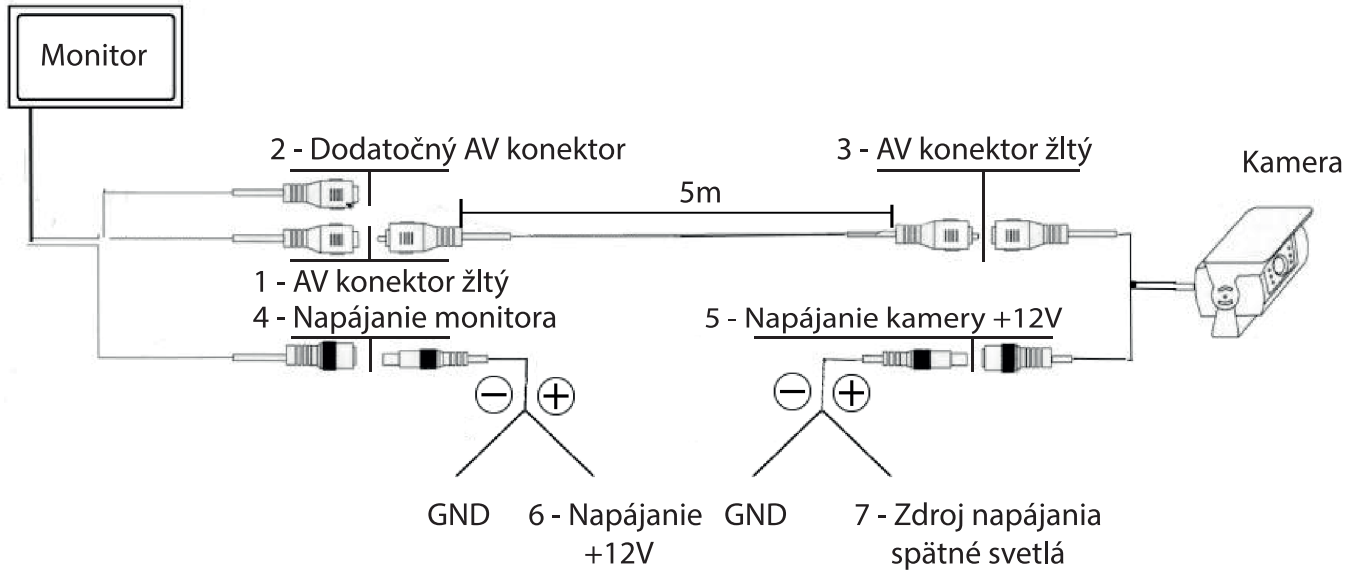 Monitor
2 - Dodatočný AV konektor
3 - AV konektor žltý
Kamera
5m
1 - AV konektor žltý
4 - Napájanie monitora
5 - Napájanie kamery +12V
GND
6 - Napájanie
+12V
GND
7 - Zdroj napájania
spätné svetlá